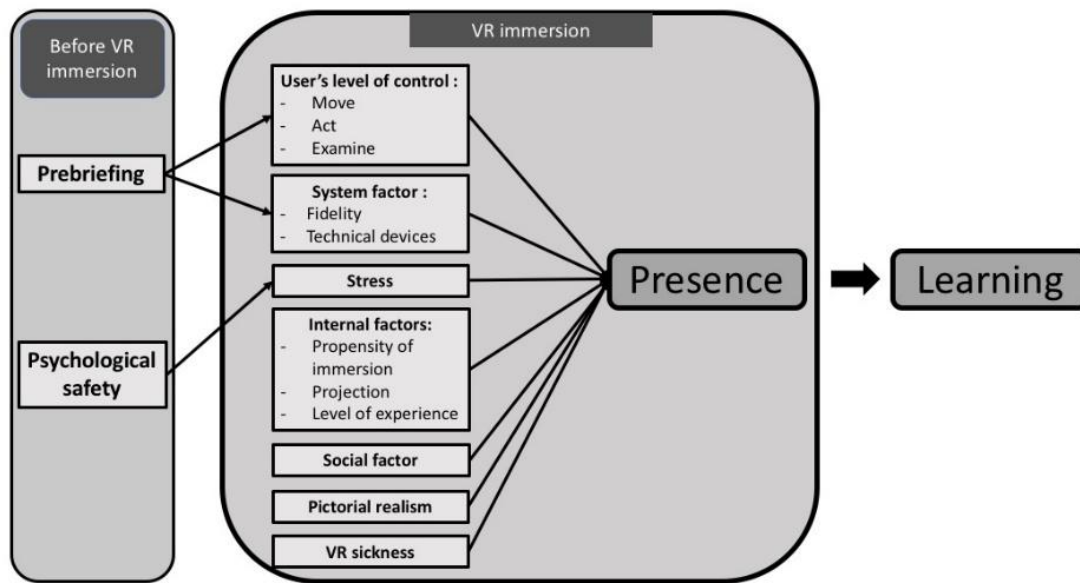 Before VR
immersion
Prebriefing
Psychological
safety
VR immersion
User's level of control :
- Move
- Act
- Examine
System factor :
- Fidelity
- Technical devices
Stress
Internal factors:
- Propensity of
immersion
- Projection
- Level of experience
Social factor
Pictorial realism
VR sickness
Presence
Learning